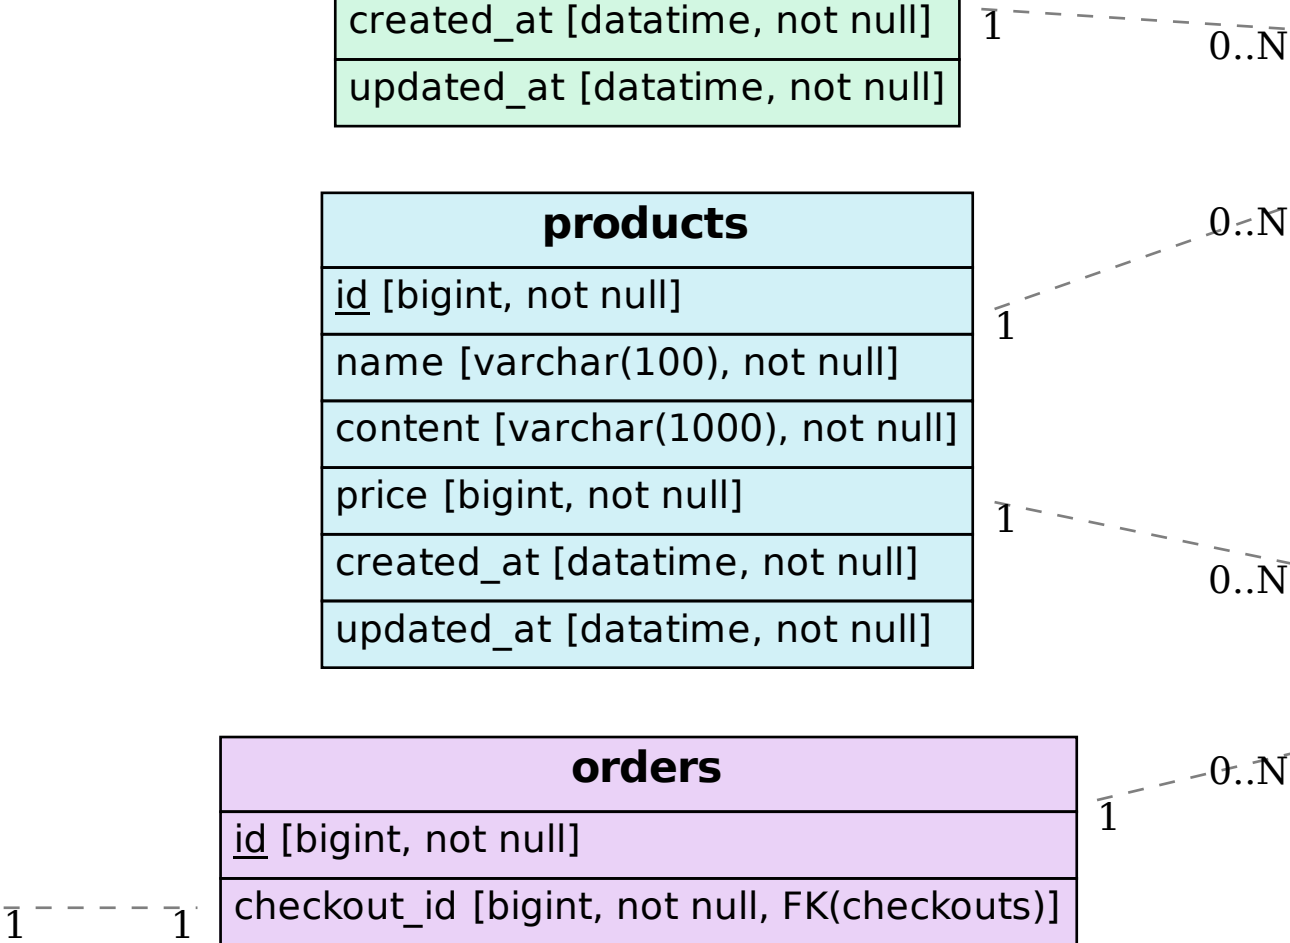 created_at [datatime, not null]
1
0..N
updated_at [datatime, not null]
products
0..N
id [bigint, not null]
1
name [varchar(100), not null]
content [varchar(1000), not null]
price [bigint, not null]
1
created_at [datatime, not null]
0..N
updated_at [datatime, not null]
orders
0..N
1
id [bigint, not null]
checkout_id [bigint, not null, FK(checkouts)]
1
1